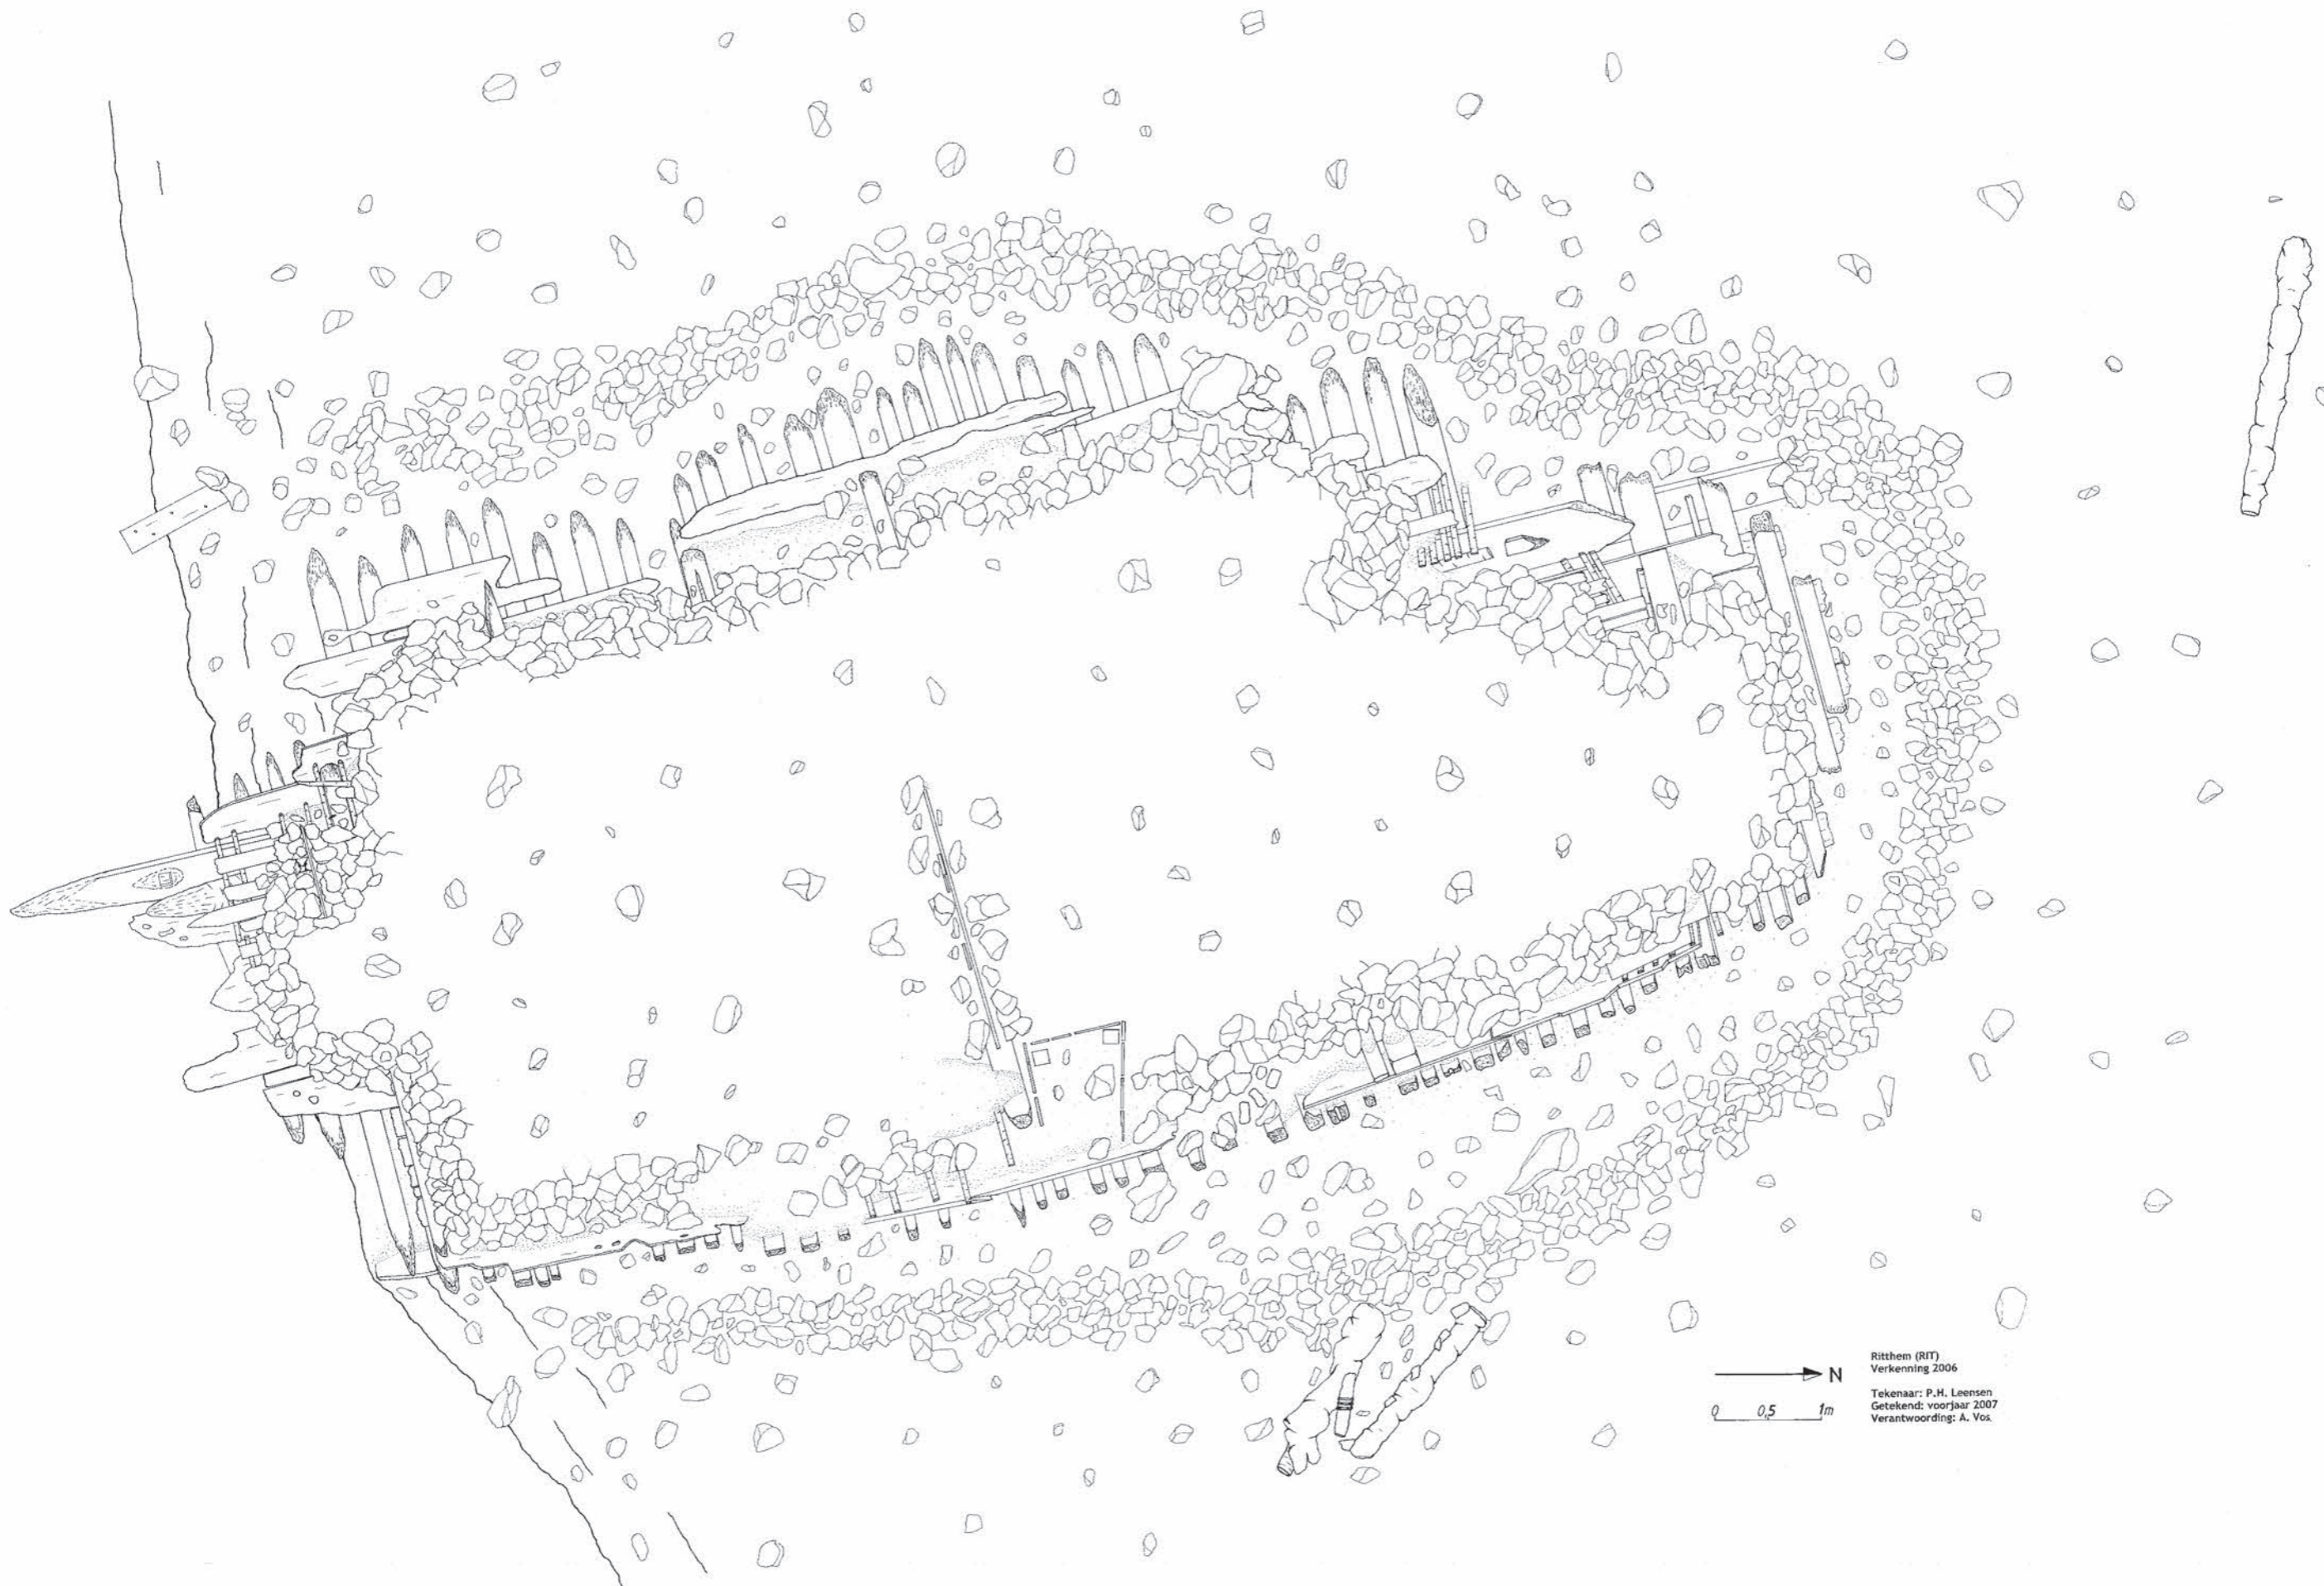 N
0 0,5 1m
Ritthem (RIT)
Verkenning 2006
Tekenaar: P.H. Leensen
Getekend: voorjaar 2007
Verantwoording: A. Vos